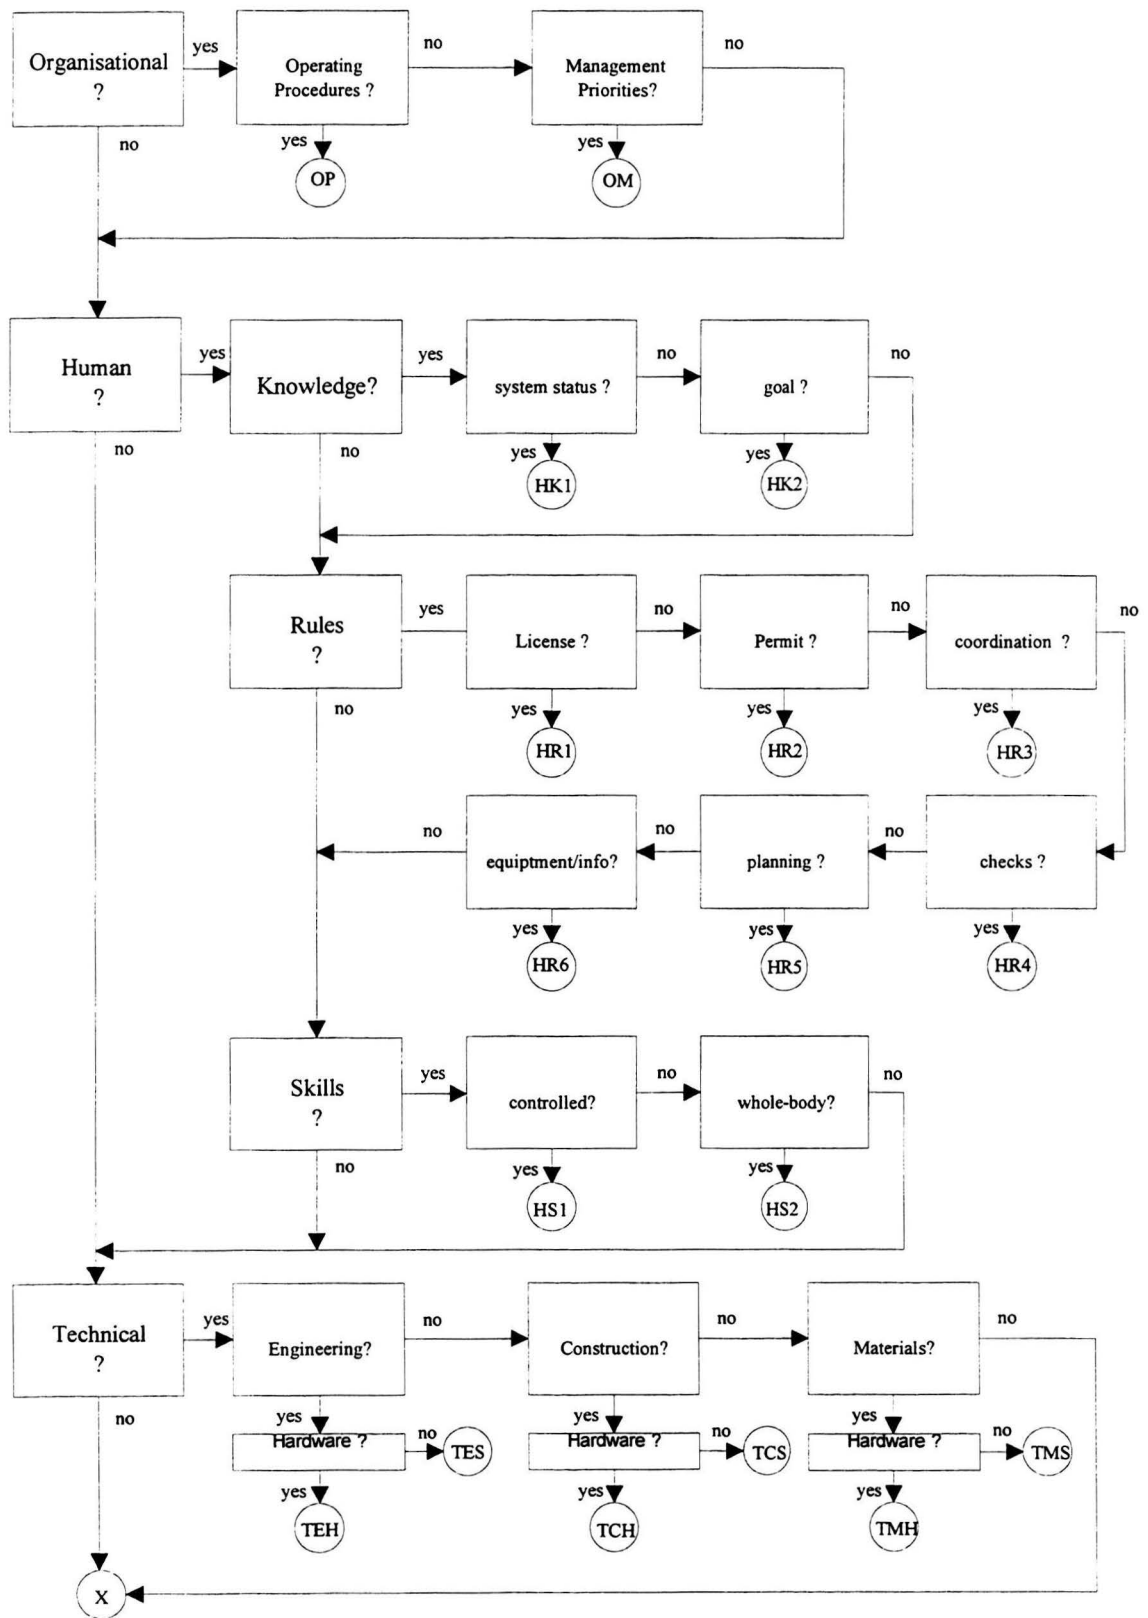 Organisational
?
yes
Operating
Procedures ?
no
Management
Priorities?
no
no
yes
OP
yes
OM
Human
?
yes
Knowledge?
yes
system status ?
no
goal ?
no
no
no
yes
HK1
yes
HK2
Rules
?
yes
License ?
no
Permit ?
no
coordination ?
no
no
yes
HR1
yes
HR2
yes
HR3
no
equiptment/info?
no
planning ?
no
checks ?
yes
HR6
yes
HR5
yes
HR4
Skills
?
yes
controlled?
no
whole-body?
no
no
yes
HS1
yes
HS2
Technical
?
yes
Engineering?
no
Construction?
no
Materials?
no
no
yes
Hardware ?
no
TES
yes
Hardware ?
no
TCS
yes
Hardware ?
no
TMS
yes
TEH
yes
TCH
yes
TMH
X